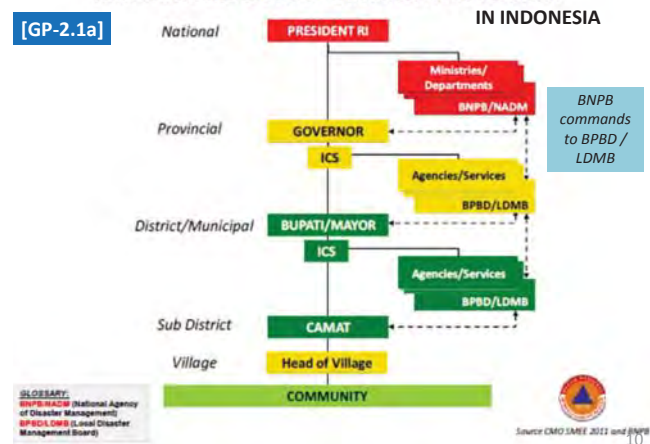 IN INDONESIA
[GP-2.1a]
National
PRESIDENT RI
Ministries/
Departments
BNPB/NADM
BNPB
commands
to BPBD /
LDMB
Provincial
GOVERNOR
ICS
Agencies/Services
BPBD/LDMB
District/Municipal
BUPATI/MAYOR
ICS
Agencies/Services
BPBD/LDMB
Sub District
CAMAT
Village
Head of Village
COMMUNITY
GLOSSARY:
BNPB/NADM (National Agency
of Disaster Management)
BPBD/LDMB (Local Disaster
Management Board)
Source CMO SMEE 2011 and BNPB
10